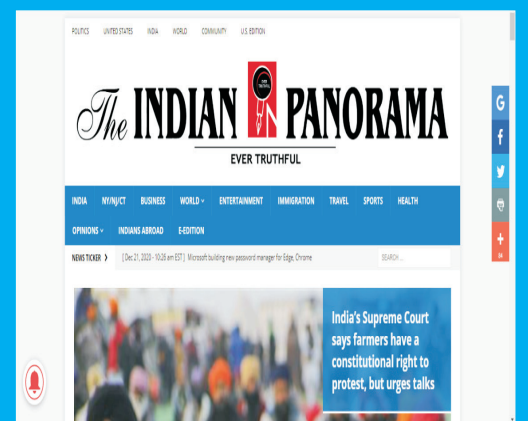 POLITICS UNITED STATES INDIA WORLD COMMUNITY U.S. EDITION
The INDIAN PANORAMA
EVER TRUTHFUL
INDIA NY/NJ/CT BUSINESS WORLD ENTERTAINMENT IMMIGRATION TRAVEL SPORTS HEALTH
OPINIONS INDIANS ABROAD E-EDITION
NEWS TICKER [ Dec 21, 2020 - 10:26 am EST ] Microsoft building new password manager for Edge, Chrome SEARCH ...
India's Supreme Court
says farmers have a
constitutional right to
protest, but urges talks